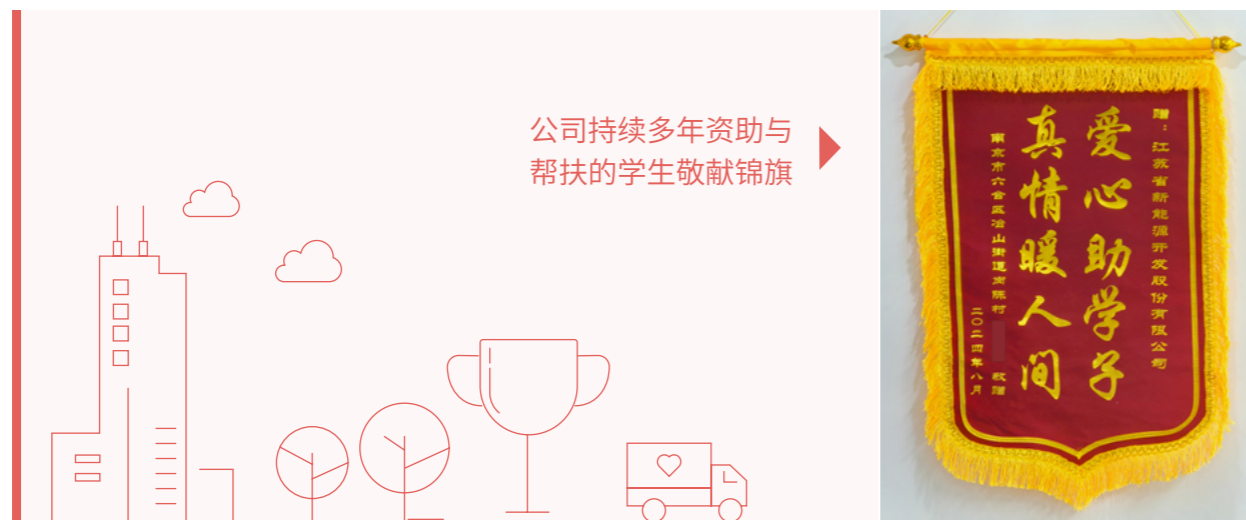 公司持续多年资助与
帮扶的学生敬献锦旗
赠：江苏省新能源开发股份有限公司
爱心助学子
真情暖人间
南京市六合区冶山街道南陈村 敬赠
二〇二四年八月